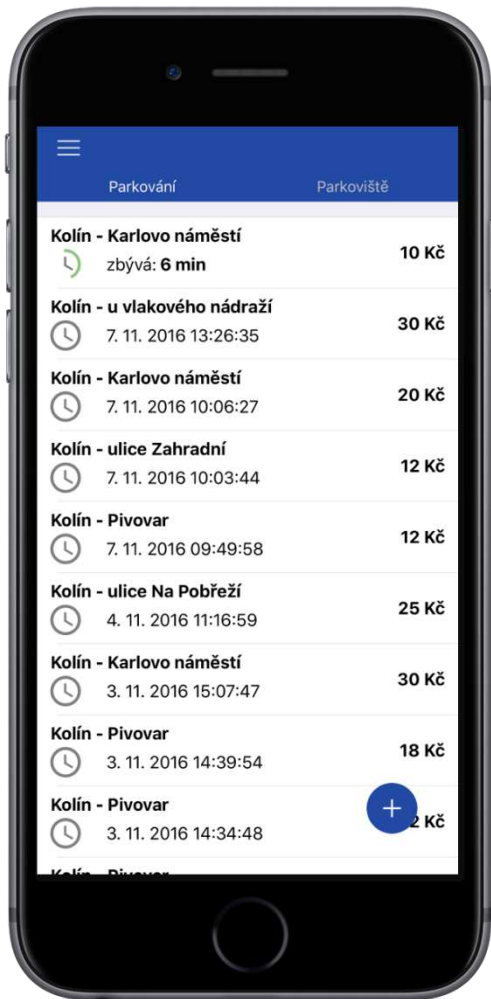 Parkování Parkoviště
Kolín - Karlovo náměstí
zbývá: 6 min
10 Kč
Kolín - u vlakového nádraží
7. 11. 2016 13:26:35
30 Kč
Kolín - Karlovo náměstí
7. 11. 2016 10:06:27
20 Kč
Kolín - ulice Zahradní
7. 11. 2016 10:03:44
12 Kč
Kolín - Pivovar
7. 11. 2016 09:49:58
12 Kč
Kolín - ulice Na Pobřeží
4. 11. 2016 11:16:59
25 Kč
Kolín - Karlovo náměstí
3. 11. 2016 15:07:47
30 Kč
Kolín - Pivovar
3. 11. 2016 14:39:54
18 Kč
Kolín - Pivovar
3. 11. 2016 14:34:48
Kč
Kolín - Pivovar